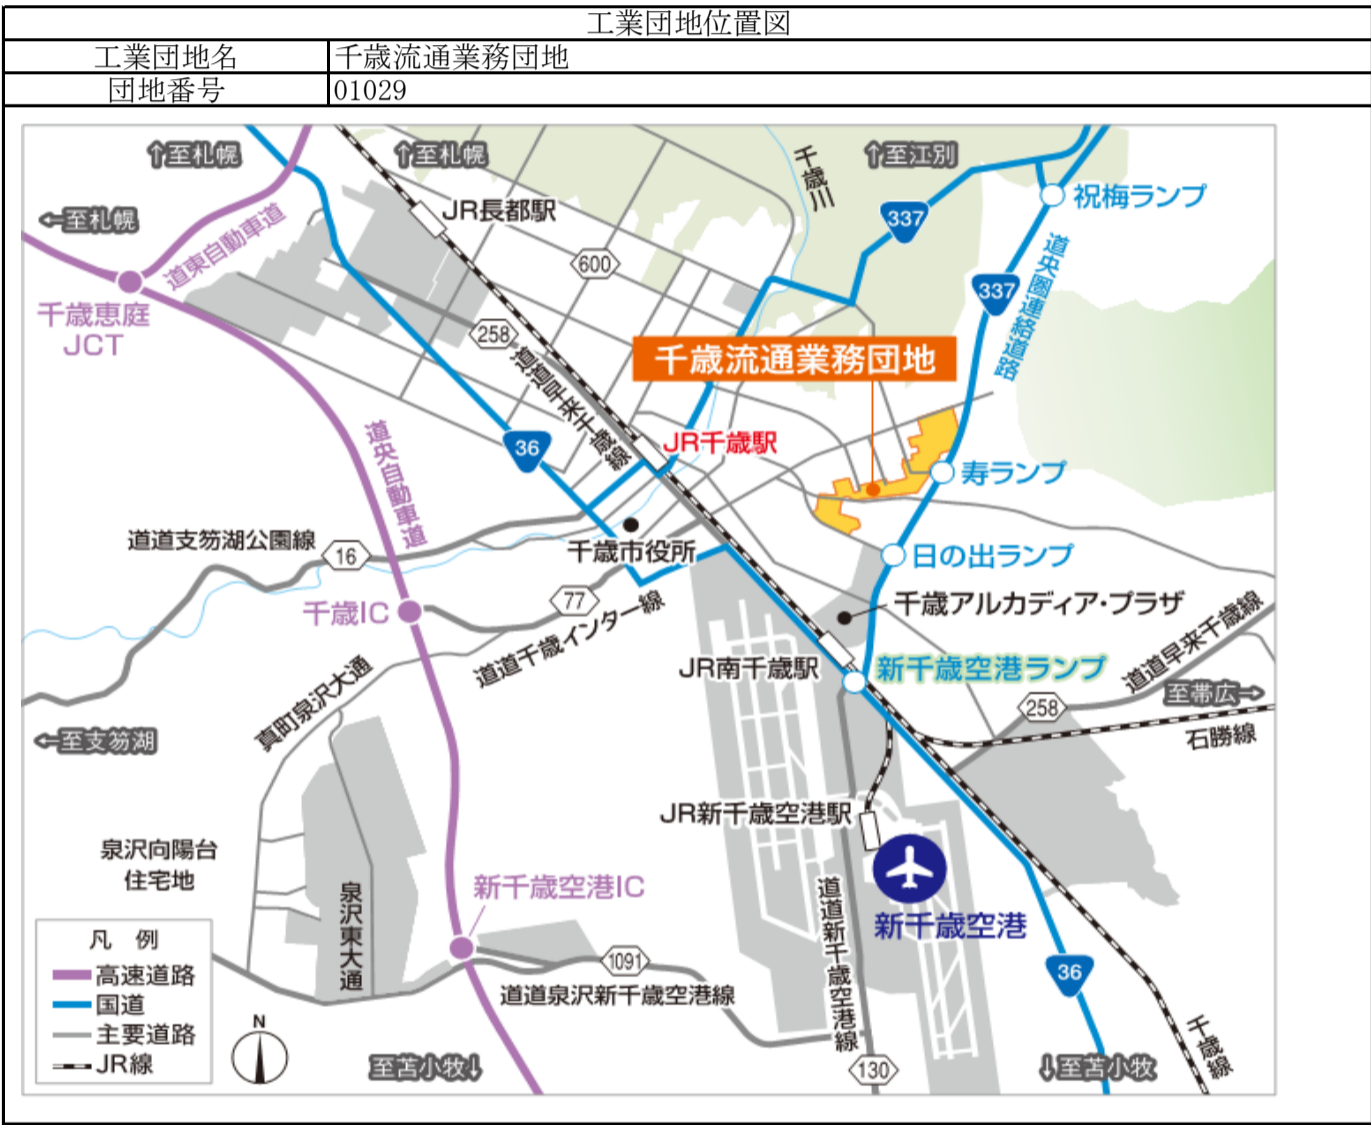 工業団地位置図
工業団地名
千歳流通業務団地
団地番号
01029
↑至札幌
↑至札幌
千歳川
↑至江別
祝梅ランプ
←至札幌
JR長都駅
337
道東自動車道
600
道央圏連絡道路
337
千歳恵庭
JCT
258
千歳流通業務団地
道道早来千歳線
36
JR千歳駅
道央自動車道
寿ランプ
道道支笏湖公園線
16
千歳市役所
日の出ランプ
千歳IC
77
道道千歳インター線
千歳アルカディア・プラザ
JR南千歳駅
新千歳空港ランプ
道道早来千歳線
至帯広→
258
石勝線
真町泉沢大通
←至支笏湖
JR新千歳空港駅
泉沢向陽台
住宅地
泉沢東大通
新千歳空港IC
道道新千歳空港線
新千歳空港
凡 例
高速道路
国道
主要道路
JR線
N
1091
道道泉沢新千歳空港線
36
千歳線
至苫小牧↓
130
↓至苫小牧